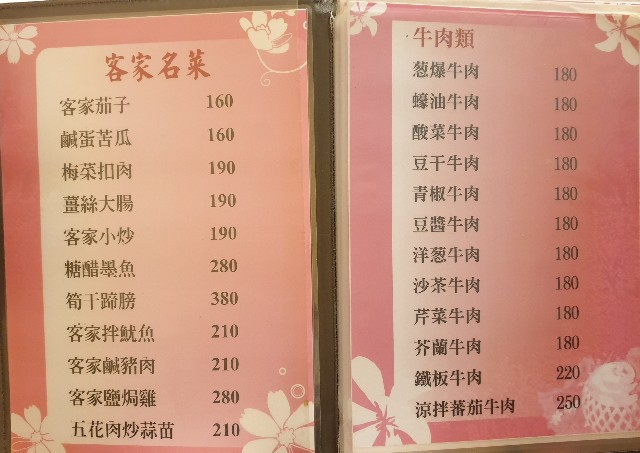 客家名菜
客家茄子 160
鹹蛋苦瓜 160
梅菜扣肉 190
薑絲大腸 190
客家小炒 190
糖醋墨魚 280
筍干蹄膀 380
客家拌魷魚 210
客家鹹豬肉 210
客家鹽焗雞 280
五花肉炒蒜苗 210
·牛肉類
葱爆牛肉 180
蠔油牛肉 180
酸菜牛肉 180
豆干牛肉 180
青椒牛肉 180
豆醬牛肉 180
洋葱牛肉 180
沙茶牛肉 180
芹菜牛肉 180
芥蘭牛肉 180
鐵板牛肉 220
涼拌蕃茄牛肉 250